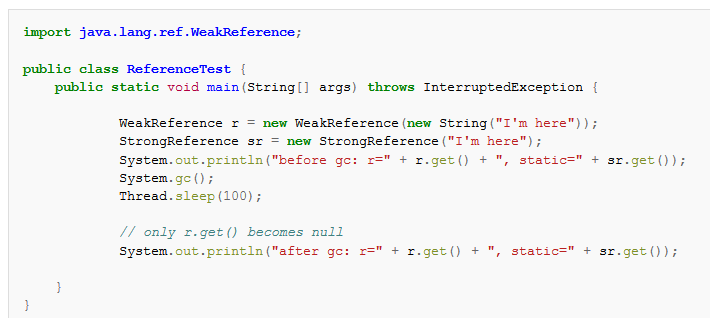 import java.lang.ref.WeakReference;
public class ReferenceTest {
public static void main(String[] args) throws InterruptedException {
WeakReference r = new WeakReference(new String("I'm here"));
StrongReference sr = new StrongReference("I'm here");
System.out.println("before gc: r=" + r.get() + ", static=" + sr.get());
System.gc();
Thread.sleep(100);
// only r.get() becomes null
System.out.println("after gc: r=" + r.get() + ", static=" + sr.get());
}
}